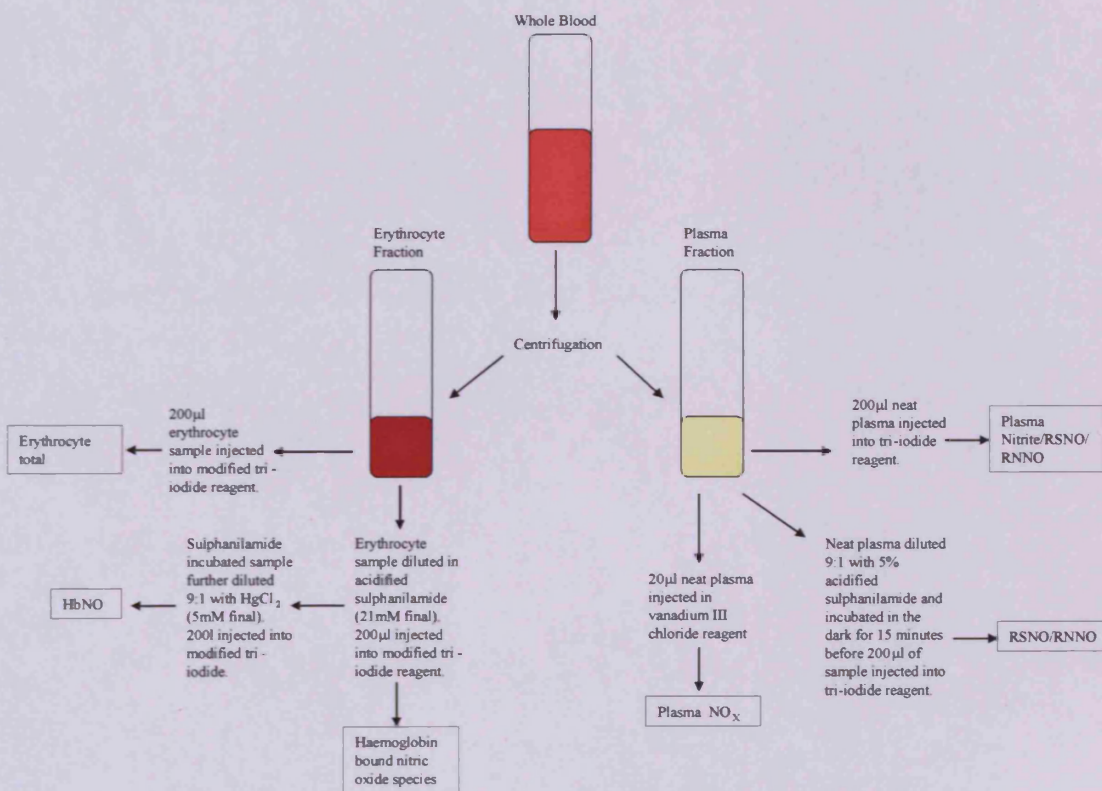 Whole Blood
Erythrocyte
Fraction
Plasma
Fraction
Centrifugation
200µl
erythrocyte
sample injected
into modified tri -
iodide reagent.
Erythrocyte
total
200µl neat
plasma injected
into tri-iodide
reagent.
Plasma
Nitrite/RSNO/
RNNO
Sulphanilamide
incubated sample
further diluted
9:1 with HgCl₂
(5mM final).
200l injected into
modified tri -
iodide.
HbNO
Erythrocyte
sample diluted in
acidified
sulphanilamide
(21mM final).
200µl injected
into modified tri -
iodide reagent.
Haemoglobin
bound nitric
oxide species
20µl neat plasma
injected in
vanadium III
chloride reagent
Plasma NOₓ
Neat plasma diluted
9:1 with 5%
acidified
sulphanilamide and
incubated in the
dark for 15 minutes
before 200µl of
sample injected into
tri-iodide reagent.
RSNO/RNNO